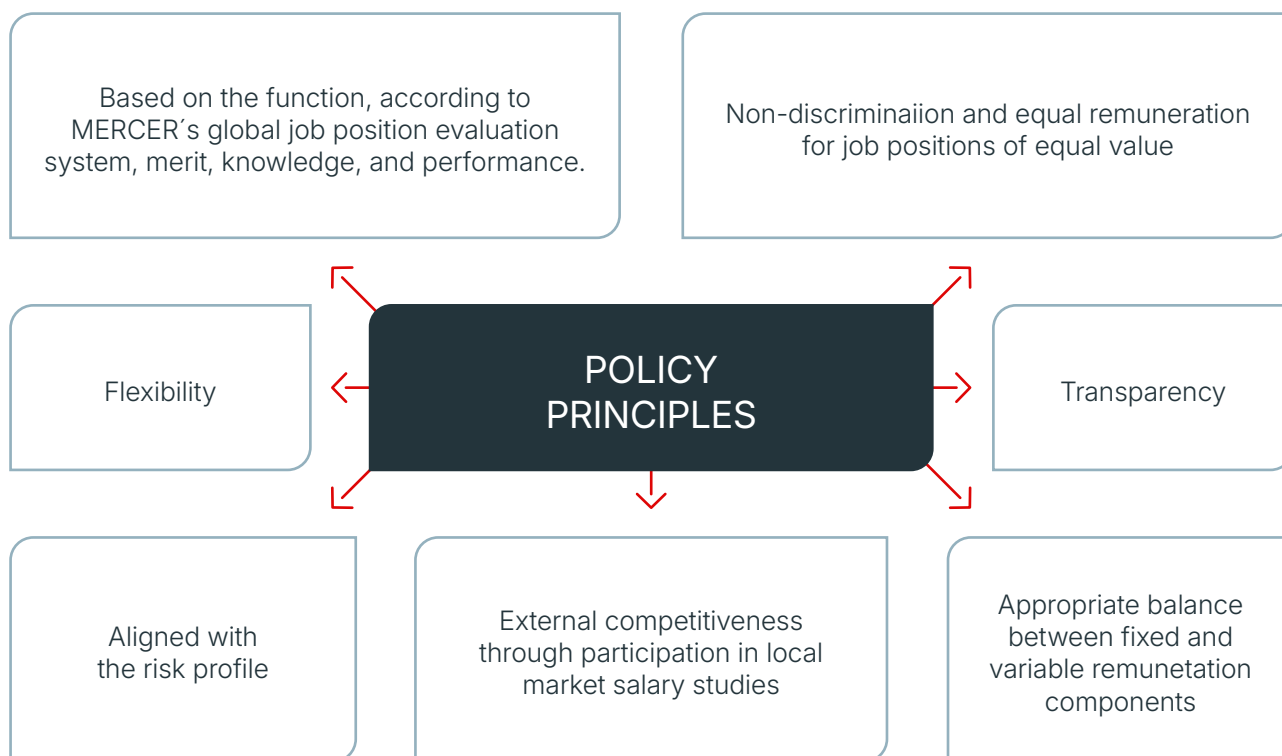 Based on the function, according to
MERCER´s global job position evaluation
system, merit, knowledge, and performance.
Non-discriminaiion and equal remuneration
for job positions of equal value
Flexibility
POLICY
PRINCIPLES
Transparency
Aligned with
the risk profile
External competitiveness
through participation in local
market salary studies
Appropriate balance
between fixed and
variable remunetation
components